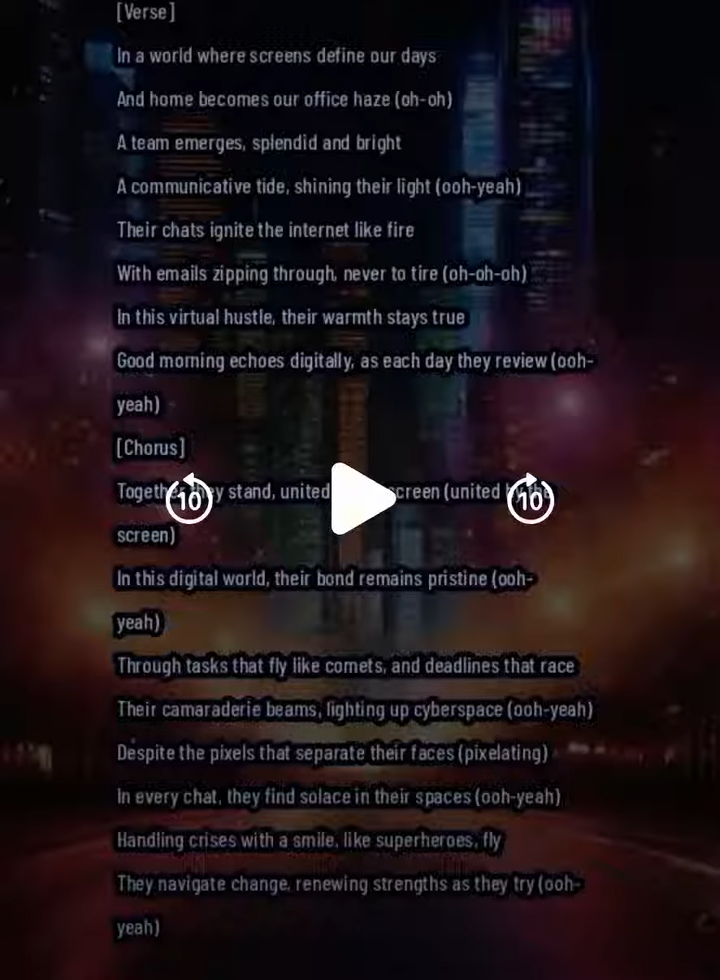 [Verse]
In a world where screens define our days
And home becomes our office haze (oh-oh)
A team emerges, splendid and bright
A communicative tide, shining their light (ooh-yeah)
Their chats ignite the internet like fire
With emails zipping through, never to tire (oh-oh-oh)
In this virtual hustle, their warmth stays true
Good morning echoes digitally, as each day they review (ooh-
yeah)
[Chorus]
Together they stand, united screen (united by the
screen)
In this digital world, their bond remains pristine (ooh-
yeah)
Through tasks that fly like comets, and deadlines that race
Their camaraderie beams, lighting up cyberspace (ooh-yeah)
Despite the pixels that separate their faces (pixelating)
In every chat, they find solace in their spaces (ooh-yeah)
Handling crises with a smile, like superheroes, fly
They navigate change, renewing strengths as they try (ooh-
yeah)
10
10